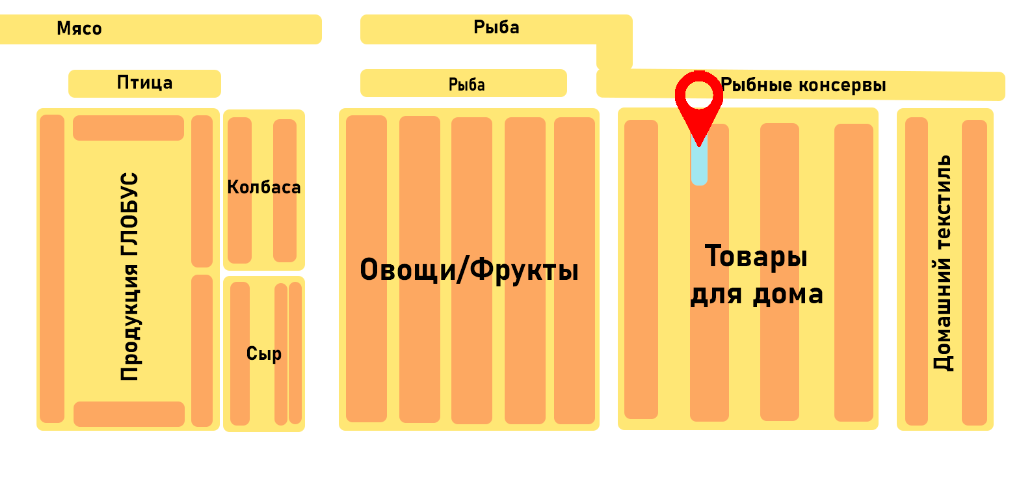 Мясо
Рыба
Птица
Рыба
Рыбные консервы
Продукция ГЛОБУС
Колбаса
Сыр
Овощи/Фрукты
Товары
для дома
Домашний текстиль